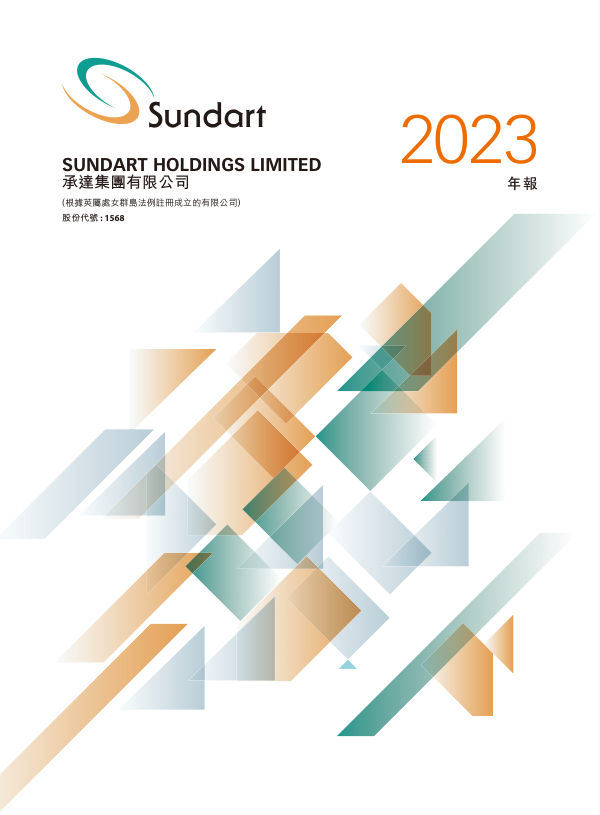 Sundart
SUNDART HOLDINGS LIMITED
承達集團有限公司
(根據英屬處女群島法例註冊成立的有限公司)
股份代號 : 1568
2023
年報